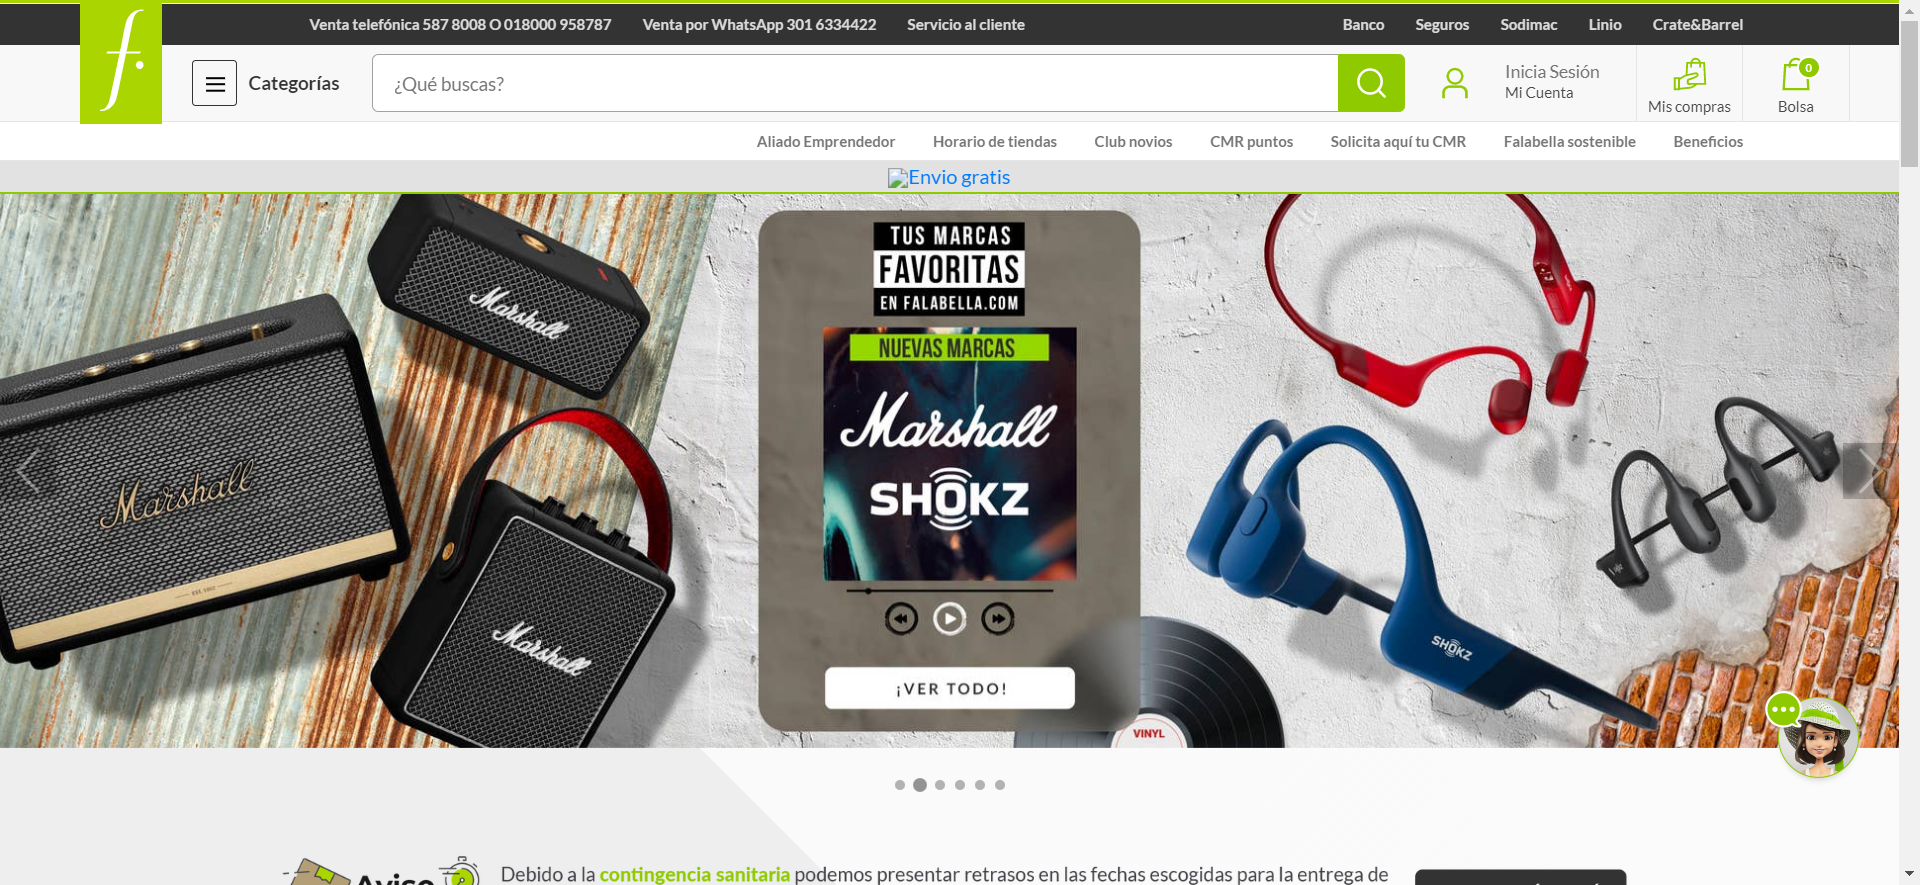 Venta telefónica 587 8008 O 018000 958787 Venta por WhatsApp 301 6334422 Servicio al cliente Banco Seguros Sodimac Linio Crate&Barrel
f.
Categorías ¿Qué buscas? Inicia Sesión
Mi Cuenta
Mis compras
0
Bolsa
Aliado Emprendedor Horario de tiendas Club novios CMR puntos Solicita aquí tu CMR Falabella sostenible Beneficios
Envio gratis
TUS MARCAS
FAVORITAS
EN FALABELLA.COM
NUEVAS MARCAS
Marshall
SHOKZ
¡VER TODO!
Marshall
Marshall
Marshall
SHOKZ
VINYL
Aviso
Debido a la contingencia sanitaria podemos presentar retrasos en las fechas escogidas para la entrega de